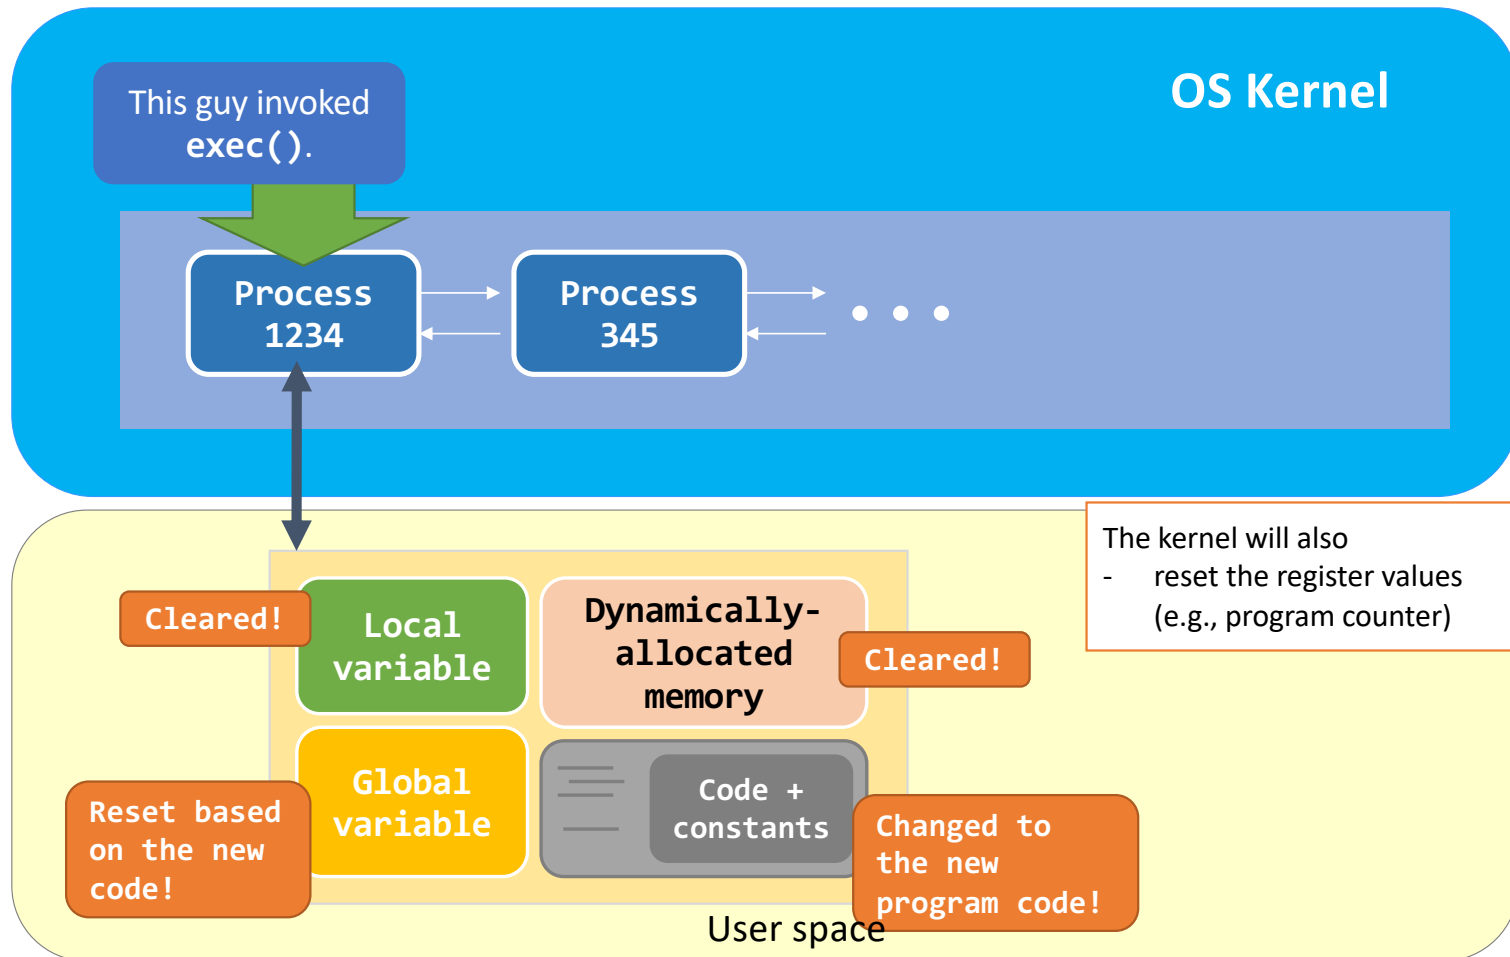 OS Kernel
This guy invoked
exec().
Process
1234
Process
345
• • •
The kernel will also
- reset the register values
(e.g., program counter)
Cleared!
Local
variable
Dynamically-
allocated
memory
Cleared!
Reset based
on the new
code!
Global
variable
Code +
constants
Changed to
the new
program code!
User space